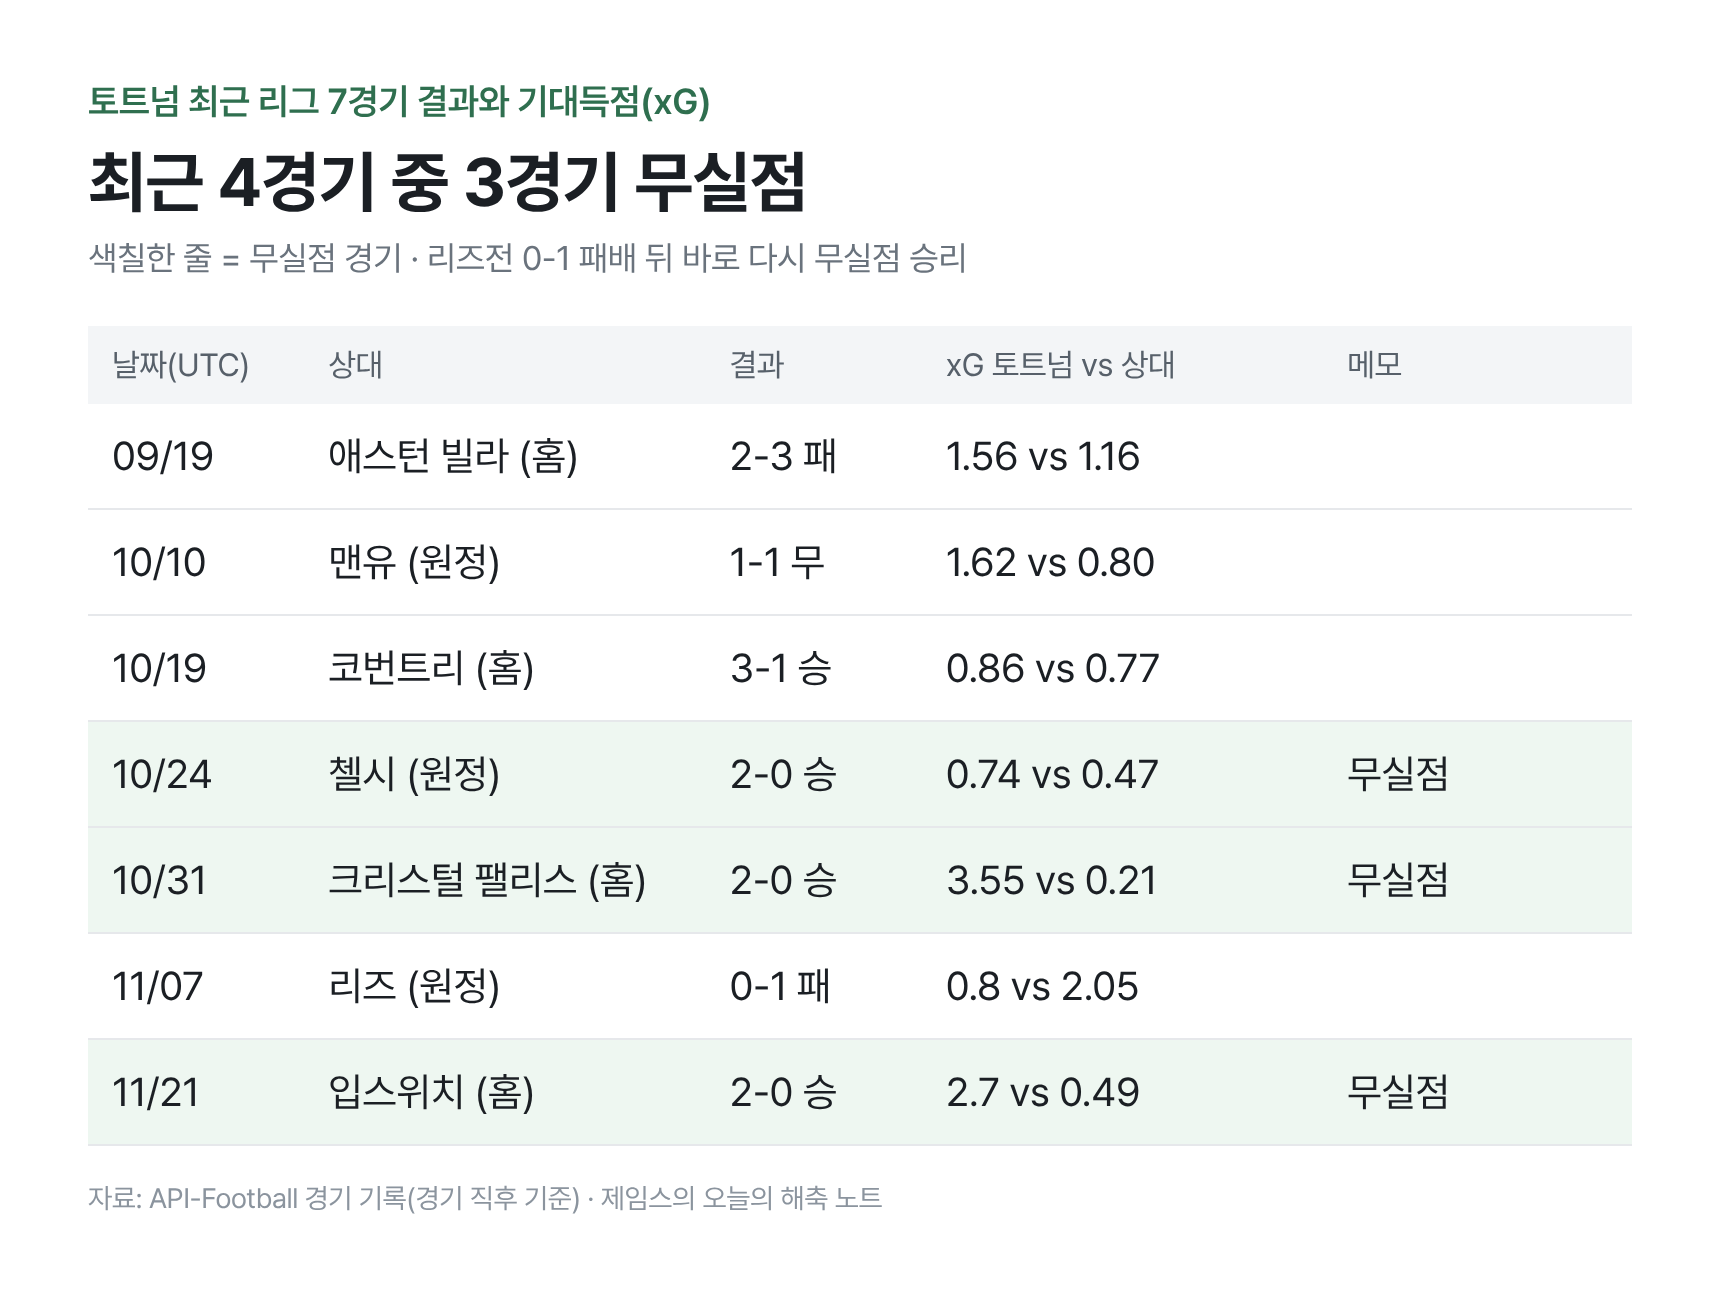 토트넘 최근 리그 7경기 결과와 기대득점(xG)
최근 4경기 중 3경기 무실점
색칠한 줄 = 무실점 경기 · 리즈전 0-1 패배 뒤 바로 다시 무실점 승리
날짜(UTC) 상대 결과 xG 토트넘 vs 상대 메모
09/19 애스턴 빌라 (홈) 2-3 패 1.56 vs 1.16
10/10 맨유 (원정) 1-1 무 1.62 vs 0.80
10/19 코번트리 (홈) 3-1 승 0.86 vs 0.77
10/24 첼시 (원정) 2-0 승 0.74 vs 0.47 무실점
10/31 크리스털 팰리스 (홈) 2-0 승 3.55 vs 0.21 무실점
11/07 리즈 (원정) 0-1 패 0.8 vs 2.05
11/21 입스위치 (홈) 2-0 승 2.7 vs 0.49 무실점
자료: API-Football 경기 기록(경기 직후 기준) · 제임스의 오늘의 해축 노트